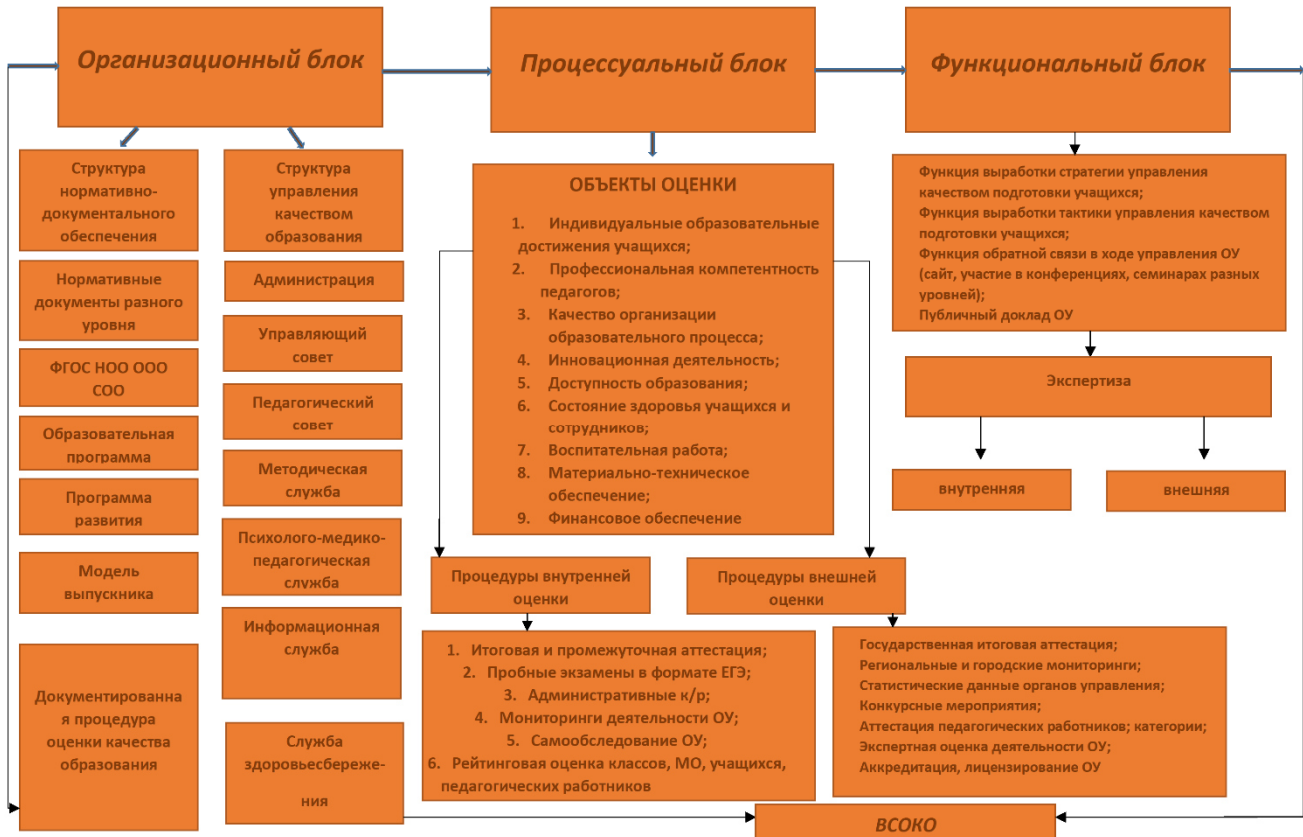 Организационный блок
Процессуальный блок
Функциональный блок
Структура
нормативно-
документального
обеспечения
Нормативные
документы разного
уровня
ФГОС НОО ООО
СОО
Образовательная
программа
Программа
развития
Модель
выпускника
Документированна
я процедура
оценки качества
образования
Структура
управления
качеством
образования
Администрация
Управляющий
совет
Педагогический
совет
Методическая
служба
Психолого-медико-
педагогическая
служба
Информационная
служба
Служба
здоровьесбереже-
ния
ОБЪЕКТЫ ОЦЕНКИ
1. Индивидуальные образовательные
достижения учащихся;
2. Профессиональная компетентность
педагогов;
3. Качество организации
образовательного процесса;
4. Инновационная деятельность;
5. Доступность образования;
6. Состояние здоровья учащихся и
сотрудников;
7. Воспитательная работа;
8. Материально-техническое
обеспечение;
9. Финансовое обеспечение
Процедуры внутренней
оценки
1. Итоговая и промежуточная аттестация;
2. Пробные экзамены в формате ЕГЭ;
3. Административные к/р;
4. Мониторинги деятельности ОУ;
5. Самообследование ОУ;
6. Рейтинговая оценка классов, МО, учащихся,
педагогических работников
Процедуры внешней
оценки
Государственная итоговая аттестация;
Региональные и городские мониторинги;
Статистические данные органов управления;
Конкурсные мероприятия;
Аттестация педагогических работников; категории;
Экспертная оценка деятельности ОУ;
Аккредитация, лицензирование ОУ
Функция выработки стратегии управления
качеством подготовки учащихся;
Функция выработки тактики управления качеством
подготовки учащихся;
Функция обратной связи в ходе управления ОУ
(сайт, участие в конференциях, семинарах разных
уровней);
Публичный доклад ОУ
Экспертиза
внутренняя
внешняя
ВСОКО